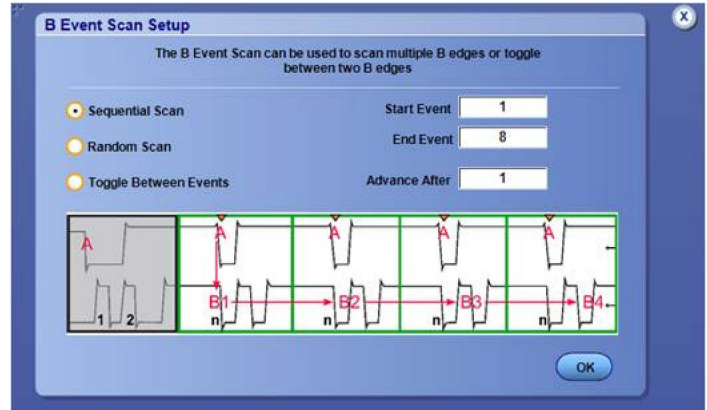 B Event Scan Setup
X
The B Event Scan can be used to scan multiple B edges or toggle
between two B edges
Sequential Scan
Start Event 1
Random Scan
End Event 8
Toggle Between Events
Advance After 1
A A A A A
B1 B2 B3 B4
1 2 n n n n
OK